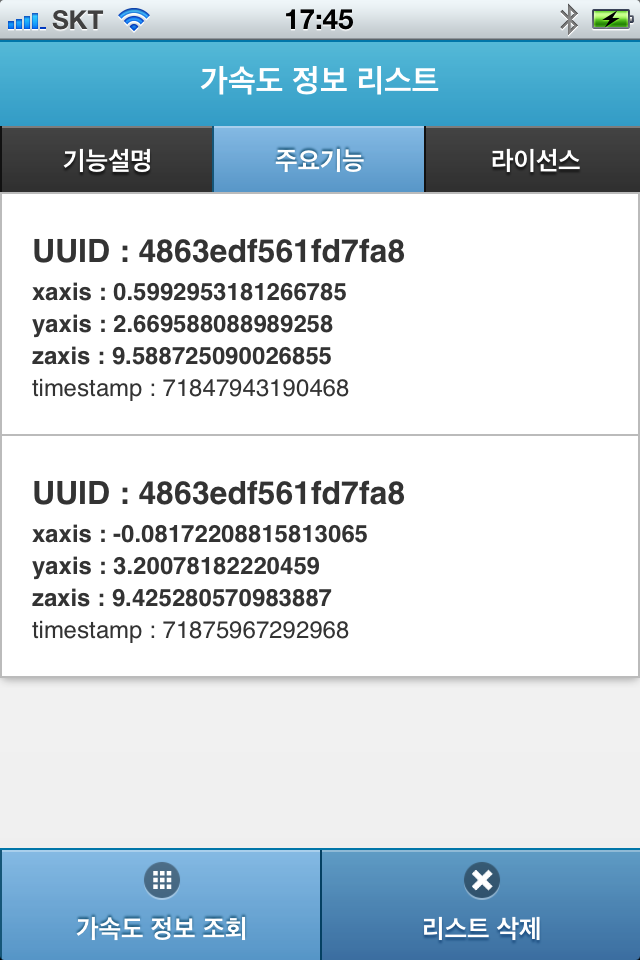 SKT 17:45
가속도 정보 리스트
기능설명 주요기능 라이선스
UUID : 4863edf561fd7fa8
xaxis : 0.5992953181266785
yaxis : 2.669588088989258
zaxis : 9.588725090026855
timestamp : 71847943190468
UUID : 4863edf561fd7fa8
xaxis : -0.08172208815813065
yaxis : 3.20078182220459
zaxis : 9.425280570983887
timestamp : 71875967292968
가속도 정보 조회 리스트 삭제